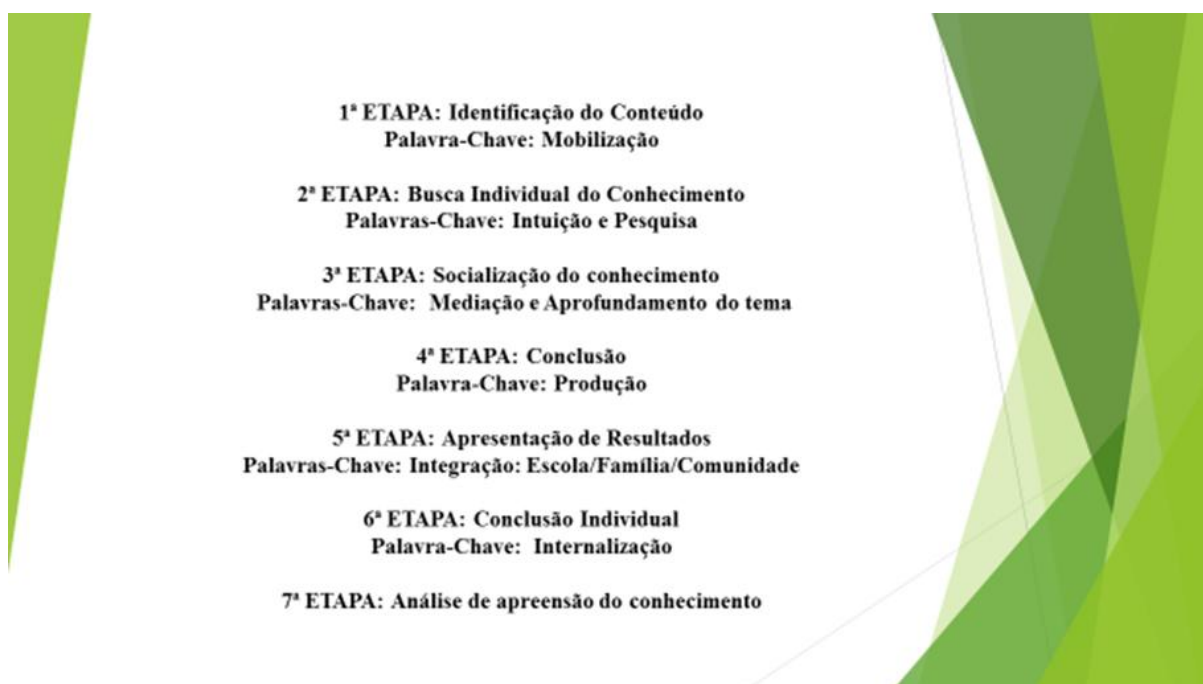 1ª ETAPA: Identificação do Conteúdo
Palavra-Chave: Mobilização
2ª ETAPA: Busca Individual do Conhecimento
Palavras-Chave: Intuição e Pesquisa
3ª ETAPA: Socialização do conhecimento
Palavras-Chave: Mediação e Aprofundamento do tema
4ª ETAPA: Conclusão
Palavra-Chave: Produção
5ª ETAPA: Apresentação de Resultados
Palavras-Chave: Integração: Escola/Família/Comunidade
6ª ETAPA: Conclusão Individual
Palavra-Chave: Internalização
7ª ETAPA: Análise de apreensão do conhecimento